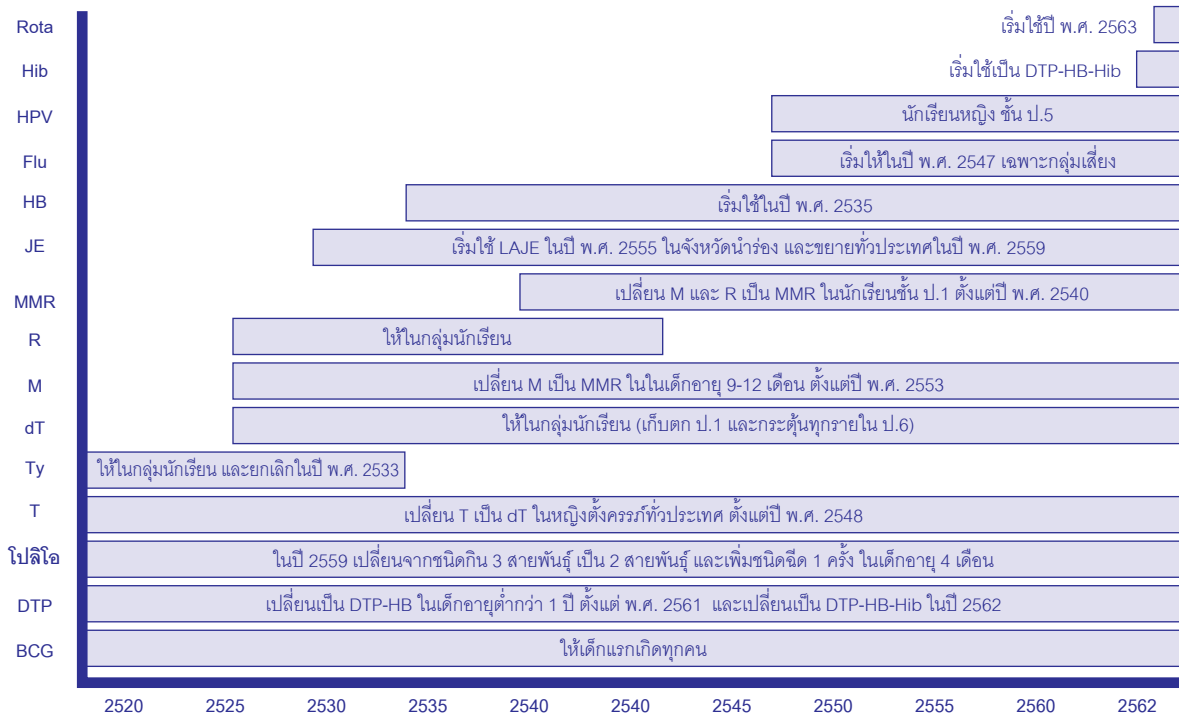 Rota เริ่มใช้ปี พ.ศ. 2563
Hib เริ่มใช้เป็น DTP-HB-Hib
HPV นักเรียนหญิง ชั้น ป.5
Flu เริ่มให้ในปี พ.ศ. 2547 เฉพาะกลุ่มเสี่ยง
HB เริ่มใช้ในปี พ.ศ. 2535
JE เริ่มใช้ LAJE ในปี พ.ศ. 2555 ในจังหวัดนำร่อง และขยายทั่วประเทศในปี พ.ศ. 2559
MMR เปลี่ยน M และ R เป็น MMR ในนักเรียนชั้น ป.1 ตั้งแต่ปี พ.ศ. 2540
R ให้ในกลุ่มนักเรียน
M เปลี่ยน M เป็น MMR ในในเด็กอายุ 9-12 เดือน ตั้งแต่ปี พ.ศ. 2553
dT ให้ในกลุ่มนักเรียน (เก็บตก ป.1 และกระตุ้นทุกรายใน ป.6)
Ty ให้ในกลุ่มนักเรียน และยกเลิกในปี พ.ศ. 2533
T เปลี่ยน T เป็น dT ในหญิงตั้งครรภ์ทั่วประเทศ ตั้งแต่ปี พ.ศ. 2548
โปลิโอ ในปี 2559 เปลี่ยนจากชนิดกิน 3 สายพันธุ์ เป็น 2 สายพันธุ์ และเพิ่มชนิดฉีด 1 ครั้ง ในเด็กอายุ 4 เดือน
DTP เปลี่ยนเป็น DTP-HB ในเด็กอายุต่ำกว่า 1 ปี ตั้งแต่ พ.ศ. 2561 และเปลี่ยนเป็น DTP-HB-Hib ในปี 2562
BCG ให้เด็กแรกเกิดทุกคน
2520 2525 2530 2535 2540 2540 2545 2550 2555 2560 2562